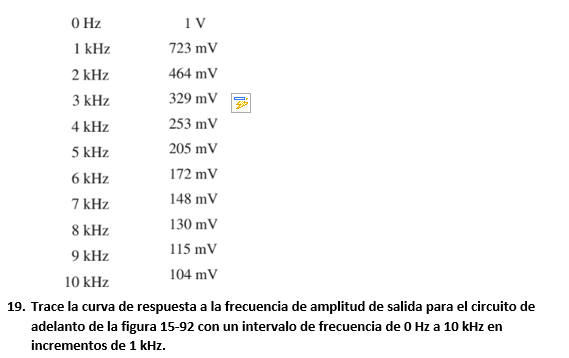 0 Hz 1 V
1 kHz 723 mV
2 kHz 464 mV
3 kHz 329 mV
4 kHz 253 mV
5 kHz 205 mV
6 kHz 172 mV
7 kHz 148 mV
8 kHz 130 mV
9 kHz 115 mV
10 kHz 104 mV
19. Trace la curva de respuesta a la frecuencia de amplitud de salida para el circuito de
adelanto de la figura 15-92 con un intervalo de frecuencia de 0 Hz a 10 kHz en
incrementos de 1 kHz.